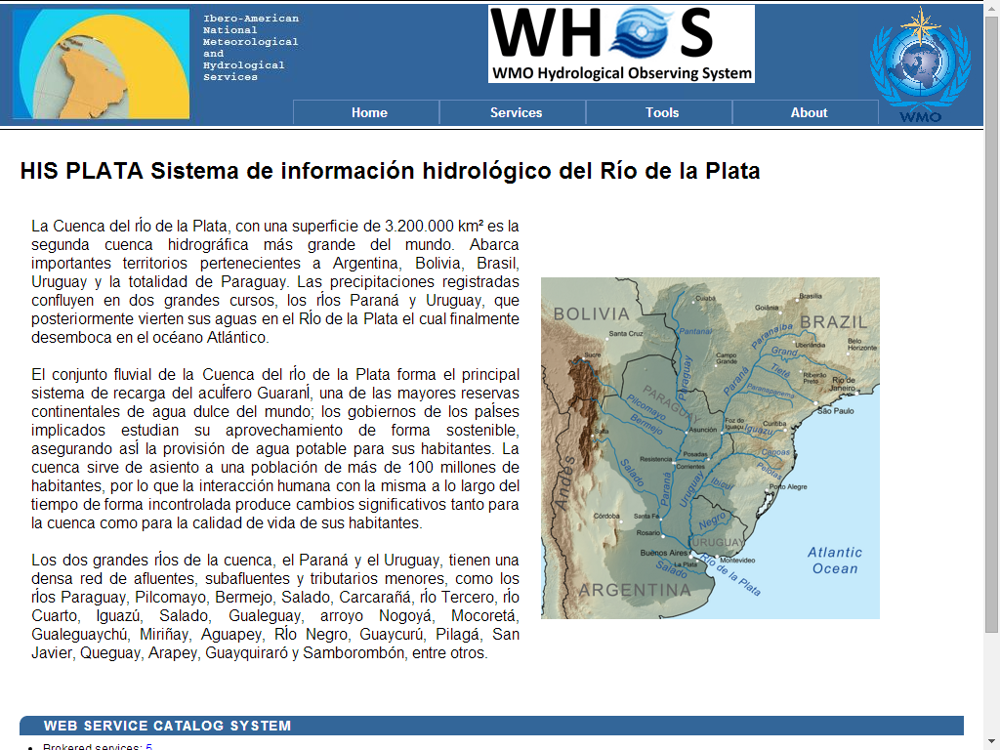 Ibero-American
National
Meteorological
and
Hydrological
Services
WHOS
WMO Hydrological Observing System
WMO
Home
Services
Tools
About
HIS PLATA Sistema de información hidrológico del Río de la Plata
La Cuenca del rÍo de la Plata, con una superficie de 3.200.000 km² es la
segunda cuenca hidrográfica más grande del mundo. Abarca
importantes territorios pertenecientes a Argentina, Bolivia, Brasil,
Uruguay y la totalidad de Paraguay. Las precipitaciones registradas
confluyen en dos grandes cursos, los rÍos Paraná y Uruguay, que
posteriormente vierten sus aguas en el RÍo de la Plata el cual finalmente
desemboca en el océano Atlántico.
El conjunto fluvial de la Cuenca del rÍo de la Plata forma el principal
sistema de recarga del acuÍfero GuaranÍ, una de las mayores reservas
continentales de agua dulce del mundo; los gobiernos de los paÍses
implicados estudian su aprovechamiento de forma sostenible,
asegurando asÍ la provisión de agua potable para sus habitantes. La
cuenca sirve de asiento a una población de más de 100 millones de
habitantes, por lo que la interacción humana con la misma a lo largo del
tiempo de forma incontrolada produce cambios significativos tanto para
la cuenca como para la calidad de vida de sus habitantes.
Los dos grandes rÍos de la cuenca, el Paraná y el Uruguay, tienen una
densa red de afluentes, subafluentes y tributarios menores, como los
rÍos Paraguay, Pilcomayo, Bermejo, Salado, Carcarañá, rÍo Tercero, rÍo
Cuarto, Iguazú, Salado, Gualeguay, arroyo Nogoyá, Mocoretá,
Gualeguaychú, Miriñay, Aguapey, RÍo Negro, Guaycurú, Pilagá, San
Javier, Queguay, Arapey, Guayquiraró y Samborombón, entre otros.
BOLIVIA
Santa Cruz
Sucre
Cuiabá
Pantanal
Brasília
Goiânia
BRAZIL
Paranaíba
Uberlândia
Belo
Horizonte
Grand
Campo
Grande
Tietê
Ribeirão
Preto
Rio de
Janeiro
Paraná
Paranapanema
São Paulo
Paraguay
PARAGUAY
Pilcomayo
Bermejo
Salta
Asunción
Foz do
Iguaçu
Iguazu
Curitiba
Canoas
Pelotas
Posadas
Resistencia
Corrientes
Salado
Paraná
Uruguay
Ibicuí
Porto Alegre
Andes
Córdoba
Santa Fe
Rosario
Negro
URUGUAY
Buenos Aires
La Plata
Montevideo
Salado
Río de la Plata
ARGENTINA
Atlantic
Ocean
WEB SERVICE CATALOG SYSTEM
Brokered services: 5